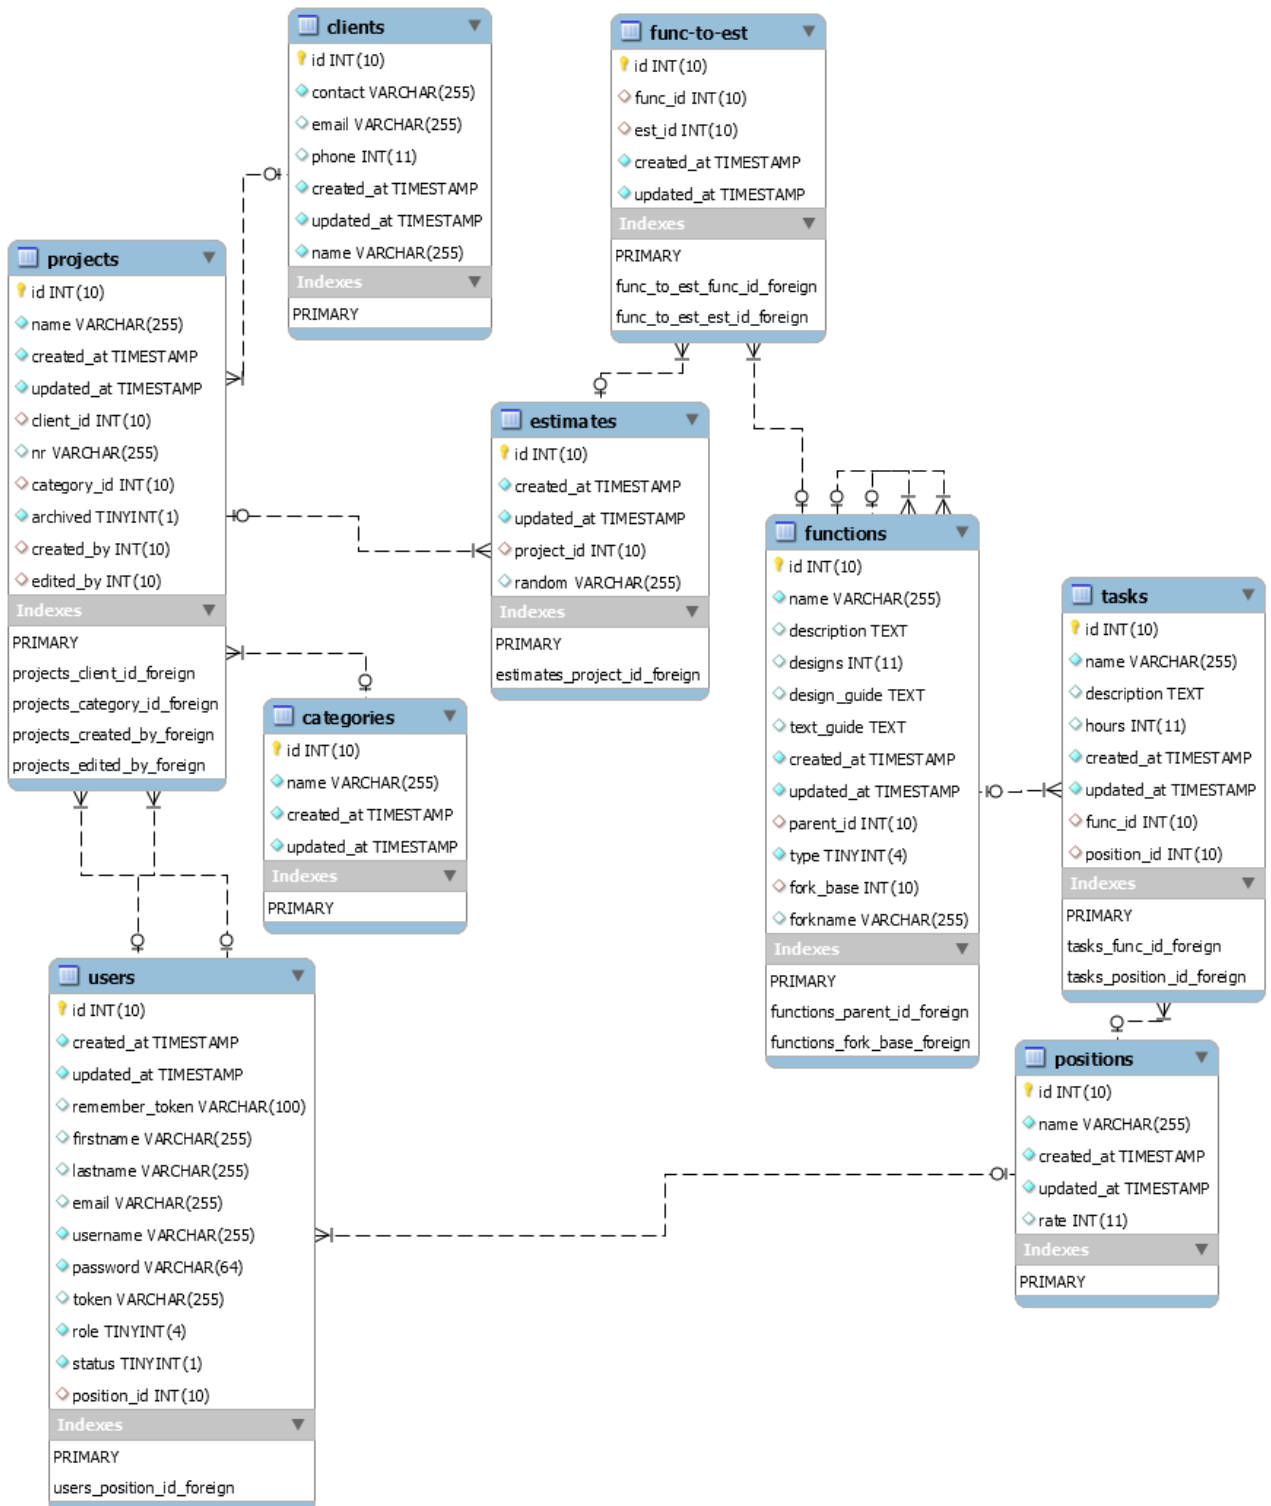 clients
id INT(10)
contact VARCHAR(255)
email VARCHAR(255)
phone INT(11)
created_at TIMESTAMP
updated_at TIMESTAMP
name VARCHAR(255)
Indexes
PRIMARY
func-to-est
id INT(10)
func_id INT(10)
est_id INT(10)
created_at TIMESTAMP
updated_at TIMESTAMP
Indexes
PRIMARY
func_to_est_func_id_foreign
func_to_est_est_id_foreign
projects
id INT(10)
name VARCHAR(255)
created_at TIMESTAMP
updated_at TIMESTAMP
client_id INT(10)
nr VARCHAR(255)
category_id INT(10)
archived TINYINT(1)
created_by INT(10)
edited_by INT(10)
Indexes
PRIMARY
projects_client_id_foreign
projects_category_id_foreign
projects_created_by_foreign
projects_edited_by_foreign
estimates
id INT(10)
created_at TIMESTAMP
updated_at TIMESTAMP
project_id INT(10)
random VARCHAR(255)
Indexes
PRIMARY
estimates_project_id_foreign
functions
id INT(10)
name VARCHAR(255)
description TEXT
designs INT(11)
design_guide TEXT
text_guide TEXT
created_at TIMESTAMP
updated_at TIMESTAMP
parent_id INT(10)
type TINYINT(4)
fork_base INT(10)
forkname VARCHAR(255)
Indexes
PRIMARY
functions_parent_id_foreign
functions_fork_base_foreign
tasks
id INT(10)
name VARCHAR(255)
description TEXT
hours INT(11)
created_at TIMESTAMP
updated_at TIMESTAMP
func_id INT(10)
position_id INT(10)
Indexes
PRIMARY
tasks_func_id_foreign
tasks_position_id_foreign
categories
id INT(10)
name VARCHAR(255)
created_at TIMESTAMP
updated_at TIMESTAMP
Indexes
PRIMARY
users
id INT(10)
created_at TIMESTAMP
updated_at TIMESTAMP
remember_token VARCHAR(100)
firstname VARCHAR(255)
lastname VARCHAR(255)
email VARCHAR(255)
username VARCHAR(255)
password VARCHAR(64)
token VARCHAR(255)
role TINYINT(4)
status TINYINT(1)
position_id INT(10)
Indexes
PRIMARY
users_position_id_foreign
positions
id INT(10)
name VARCHAR(255)
created_at TIMESTAMP
updated_at TIMESTAMP
rate INT(11)
Indexes
PRIMARY